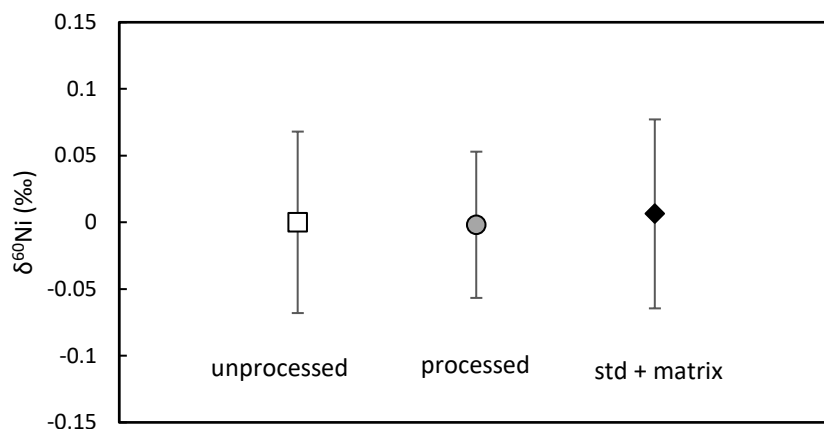 0.15
0.1
0.05
0
-0.05
-0.1
-0.15
δ⁶⁰Ni (‰)
unprocessed
processed
std + matrix